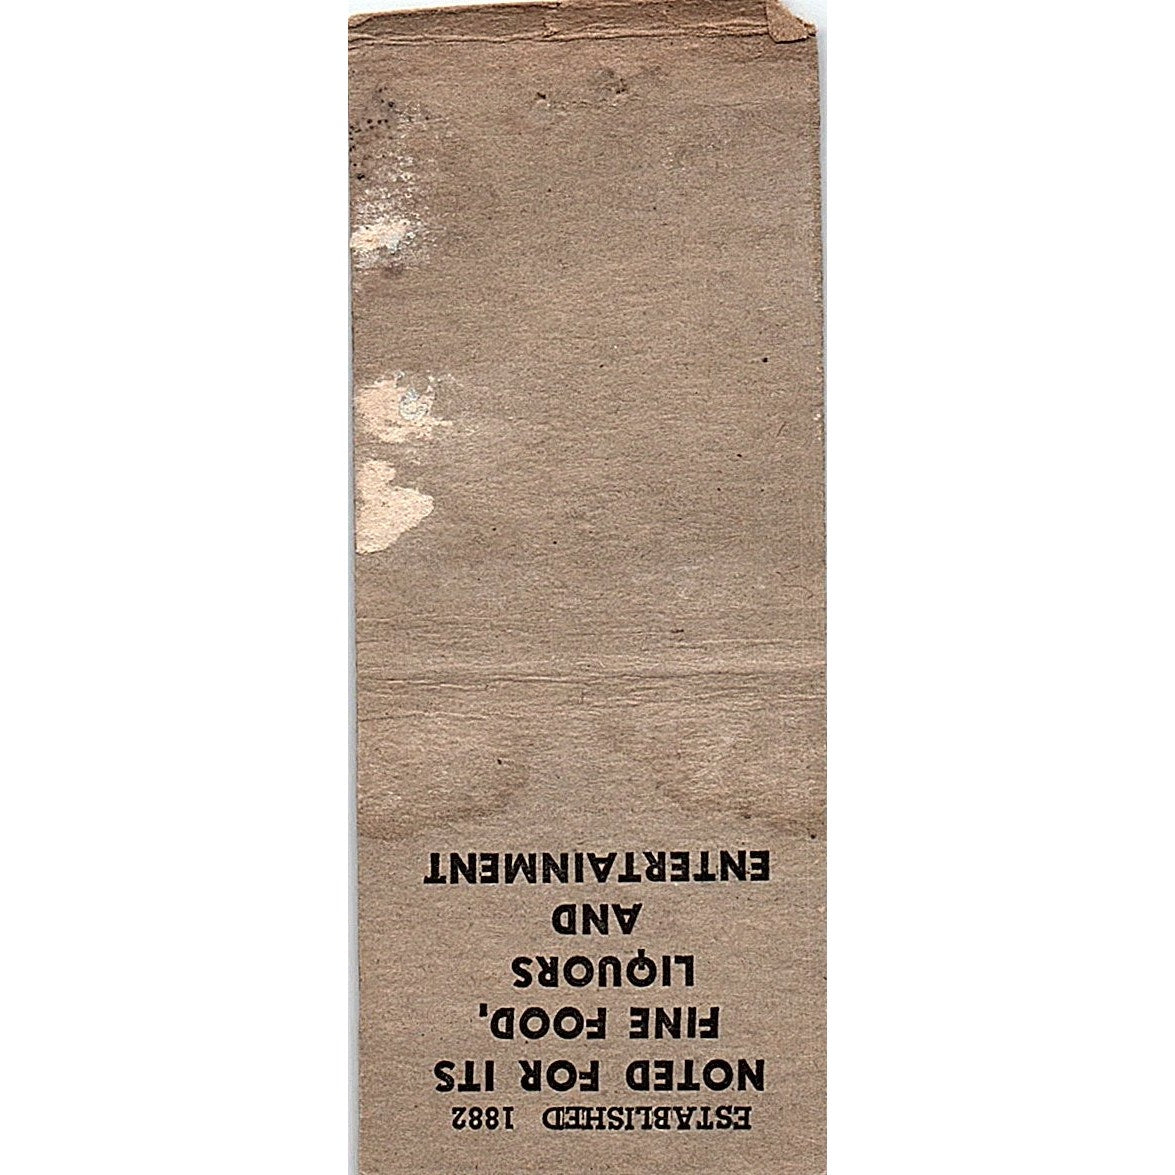 ESTABLISHED 1882
NOTED FOR ITS
FINE FOOD,
LIQUORS
AND
ENTERTAINMENT